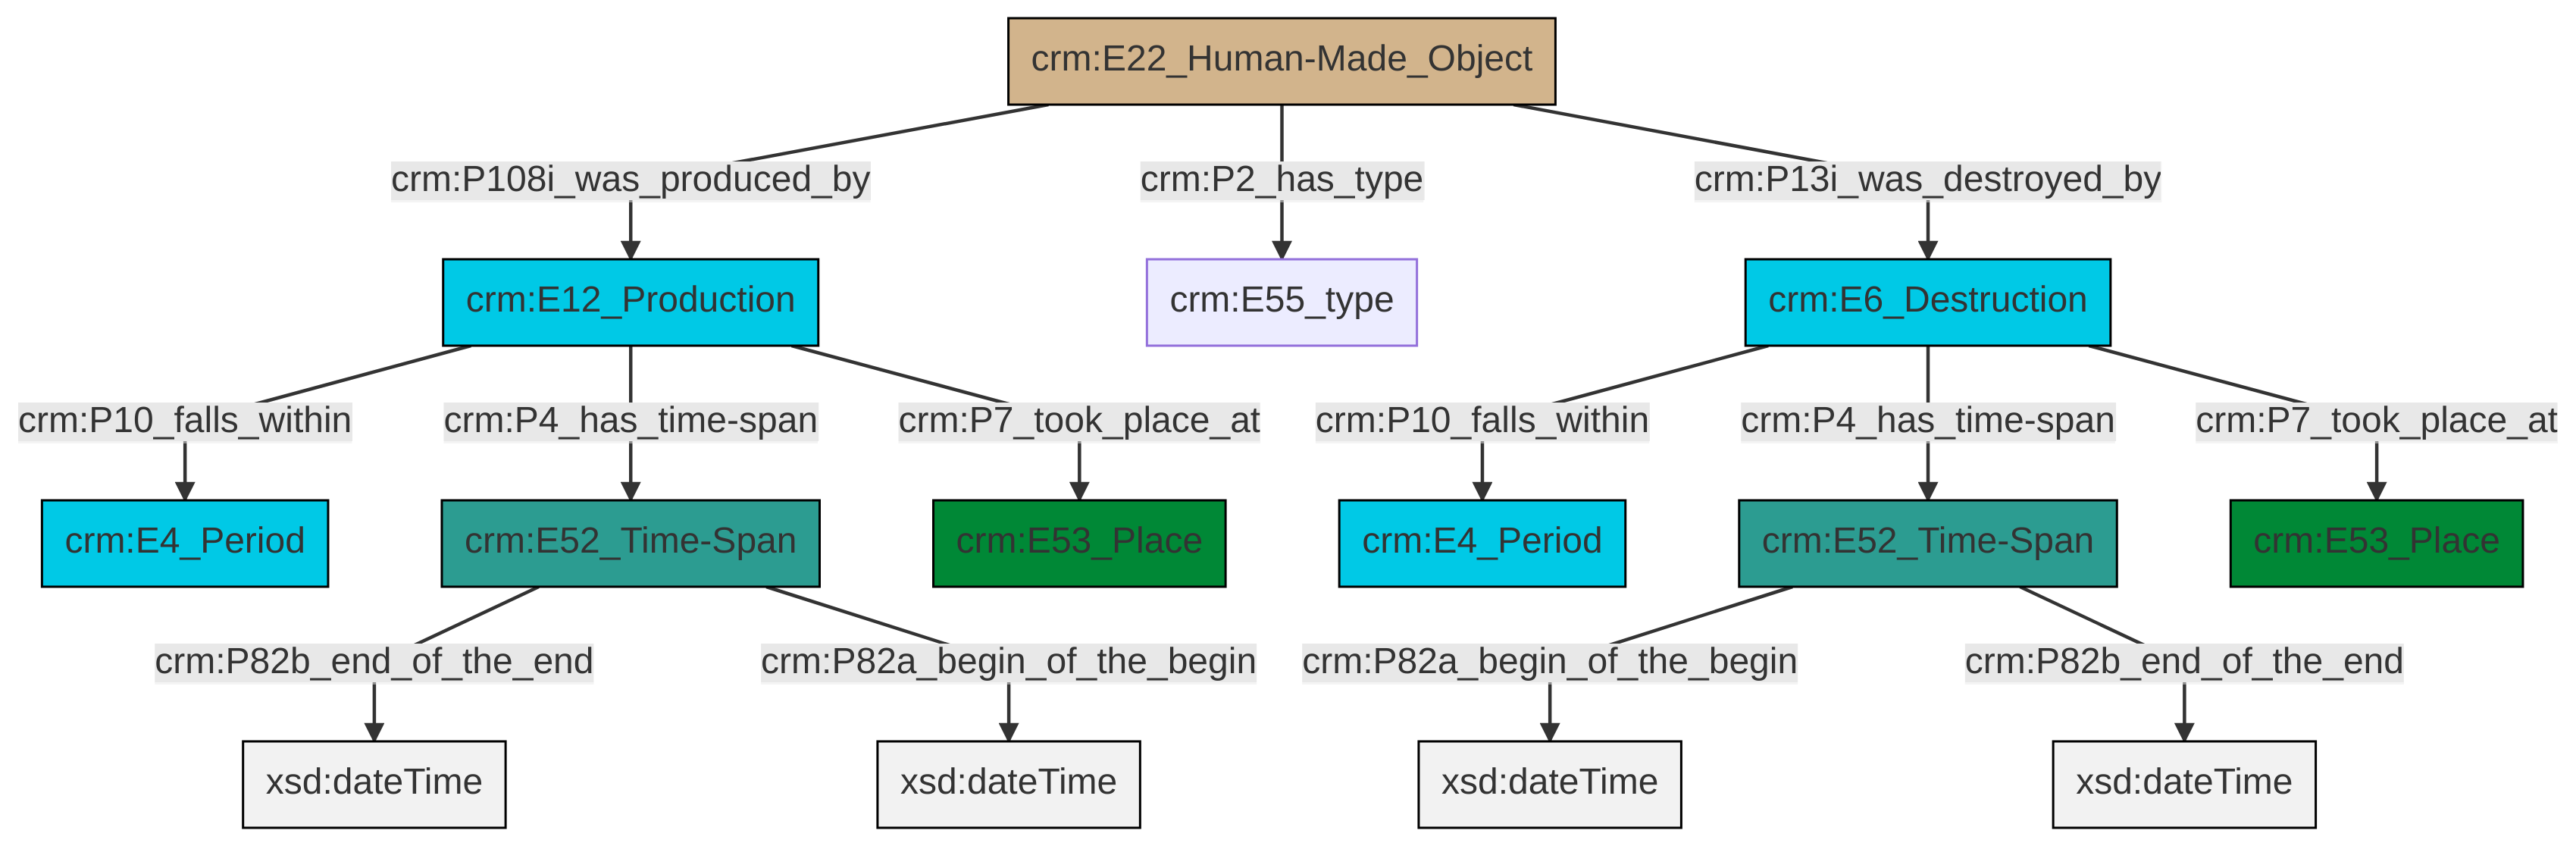 crm:E22_Human-Made_Object
crm:P108i_was_produced_by
crm:P2_has_type
crm:P13i_was_destroyed_by
crm:E12_Production
crm:E55_type
crm:E6_Destruction
crm:P10_falls_within
crm:P4_has_time-span
crm:P7_took_place_at
crm:P10_falls_within
crm:P4_has_time-span
crm:P7_took_place_at
crm:E4_Period
crm:E52_Time-Span
crm:E53_Place
crm:E4_Period
crm:E52_Time-Span
crm:E53_Place
crm:P82b_end_of_the_end
crm:P82a_begin_of_the_begin
crm:P82a_begin_of_the_begin
crm:P82b_end_of_the_end
xsd:dateTime
xsd:dateTime
xsd:dateTime
xsd:dateTime